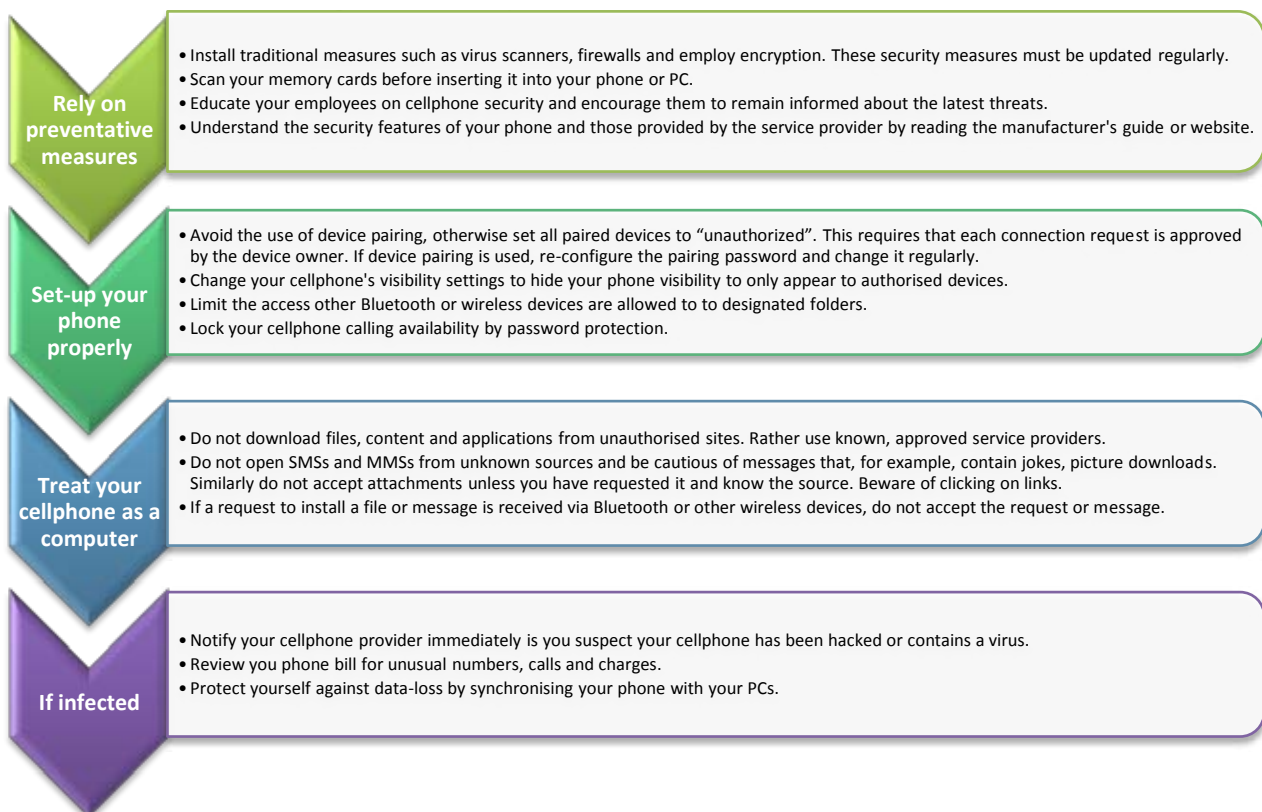 Rely on
preventative
measures
• Install traditional measures such as virus scanners, firewalls and employ encryption. These security measures must be updated regularly.
• Scan your memory cards before inserting it into your phone or PC.
• Educate your employees on cellphone security and encourage them to remain informed about the latest threats.
• Understand the security features of your phone and those provided by the service provider by reading the manufacturer's guide or website.
Set-up your
phone
properly
• Avoid the use of device pairing, otherwise set all paired devices to “unauthorized”. This requires that each connection request is approved
by the device owner. If device pairing is used, re-configure the pairing password and change it regularly.
• Change your cellphone's visibility settings to hide your phone visibility to only appear to authorised devices.
• Limit the access other Bluetooth or wireless devices are allowed to to designated folders.
• Lock your cellphone calling availability by password protection.
Treat your
cellphone as a
computer
• Do not download files, content and applications from unauthorised sites. Rather use known, approved service providers.
• Do not open SMSs and MMSs from unknown sources and be cautious of messages that, for example, contain jokes, picture downloads.
Similarly do not accept attachments unless you have requested it and know the source. Beware of clicking on links.
• If a request to install a file or message is received via Bluetooth or other wireless devices, do not accept the request or message.
If infected
• Notify your cellphone provider immediately is you suspect your cellphone has been hacked or contains a virus.
• Review you phone bill for unusual numbers, calls and charges.
• Protect yourself against data-loss by synchronising your phone with your PCs.